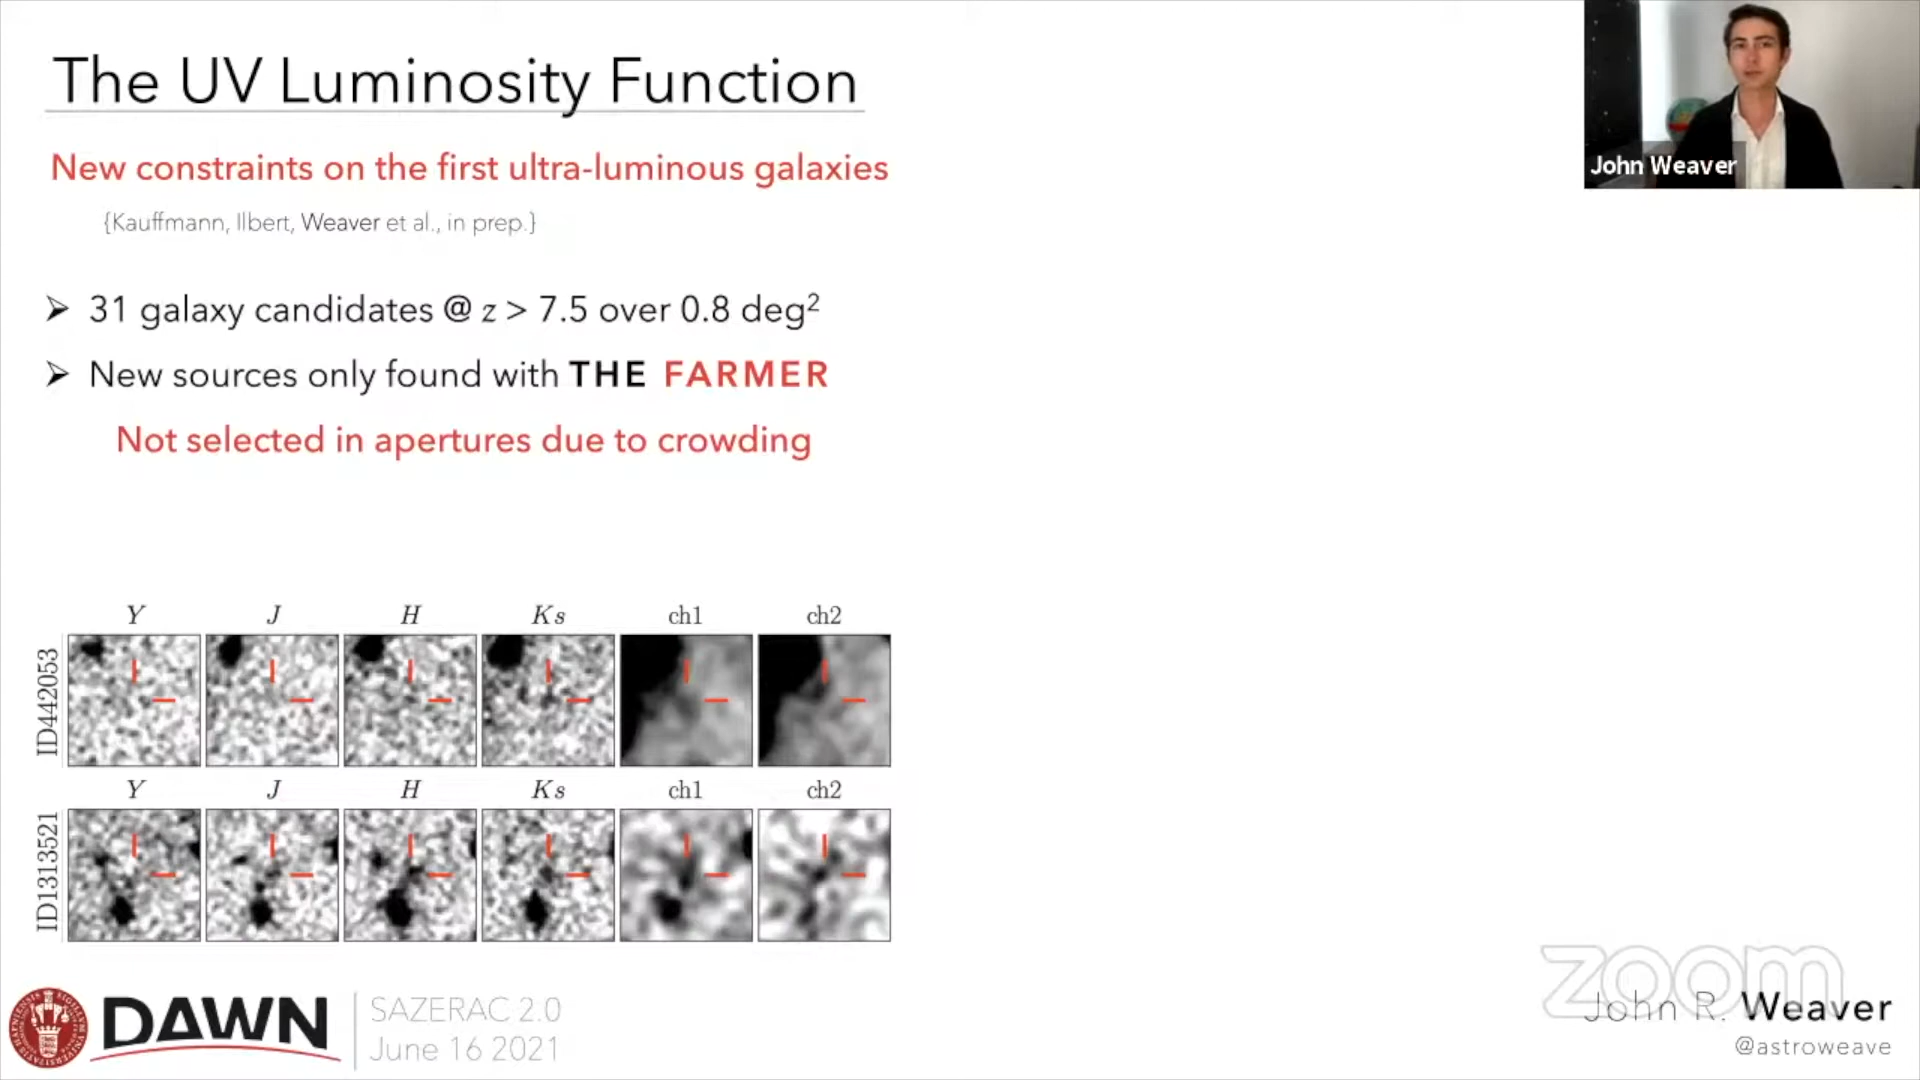 The UV Luminosity Function
New constraints on the first ultra-luminous galaxies
{Kauffmann, Ilbert, Weaver et al., in prep.}
➢ 31 galaxy candidates @ z > 7.5 over 0.8 deg²
➢ New sources only found with THE FARMER
Not selected in apertures due to crowding
Y J H Ks ch1 ch2
ID442053
Y J H Ks ch1 ch2
ID1313521
DAWN
SAZERAC 2.0
June 16 2021
John Weaver
zoom
John R. Weaver
@astroweave